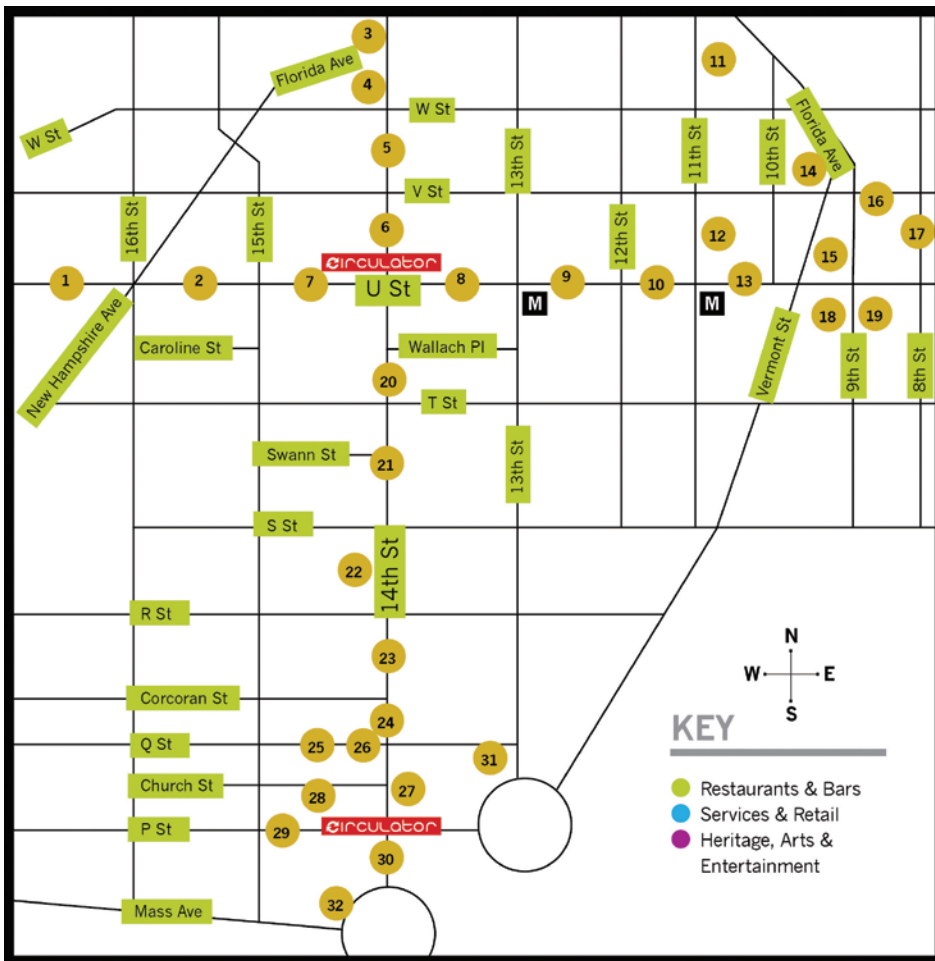 3
Florida Ave
4
11
W St
W St
5
13th St
11th St
10th St
Florida Ave
14
V St
16
16th St
15th St
6
12th St
12
17
circulator
15
1
2
7
U St
8
9
10
13
M
M
New Hampshire Ave
18
19
Caroline St
Wallach Pl
Vermont St
9th St
8th St
20
T St
Swann St
21
13th St
S St
22
14th St
R St
23
N
W
E
S
Corcoran St
24
KEY
Q St
25
26
31
Church St
28
27
Restaurants & Bars
Services & Retail
P St
29
circulator
Heritage, Arts &
Entertainment
30
Mass Ave
32